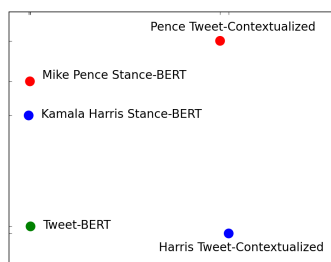 Pence Tweet-Contextualized
Mike Pence Stance-BERT
Kamala Harris Stance-BERT
Tweet-BERT
Harris Tweet-Contextualized